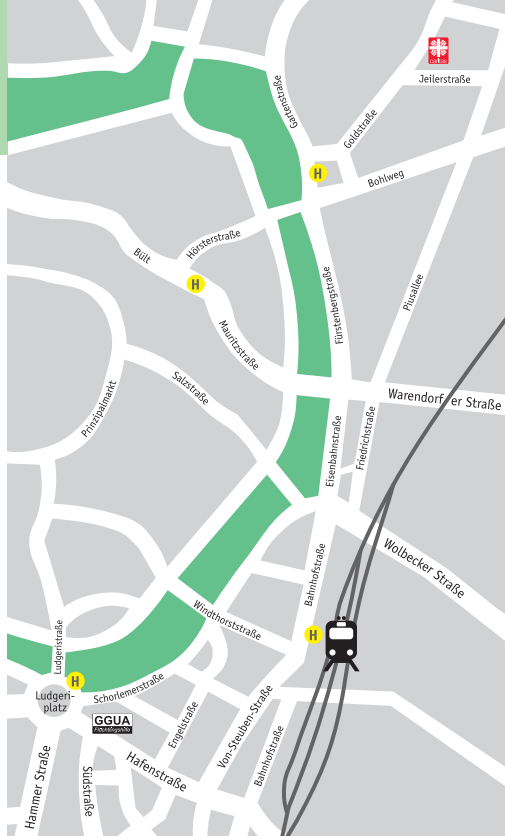 Caritas
Jeilerstraße
Gartenstraße
Goldstraße
H
Bohlweg
Hörsterstraße
Bült
H
Fürstenbergstraße
Piusallee
Mauritzstraße
Salzstraße
Prinzipalmarkt
Warendorfer Straße
Friedrichstraße
Eisenbahnstraße
Wolbecker Straße
Bahnhofstraße
Windthorststraße
Ludgeristraße
H
H
Schorlemerstraße
Ludgeri-
platz
GGUA
Flüchtlingshilfe
Engelstraße
Von-Steuben-Straße
Bahnhofstraße
Hafenstraße
Hammer Straße
Südstraße